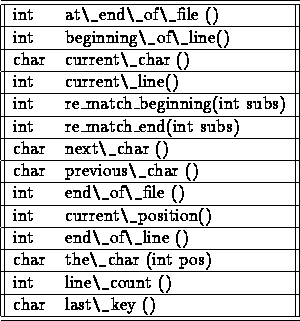 int at\_end\_of\_file ()
int beginning\_of\_line()
char current\_char ()
int current\_line()
int re_match_beginning(int subs)
int re_match_end(int subs)
char next\_char ()
char previous\_char ()
int end\_of\_file ()
int current\_position()
int end\_of\_line ()
char the\_char (int pos)
int line\_count ()
char last\_key ()